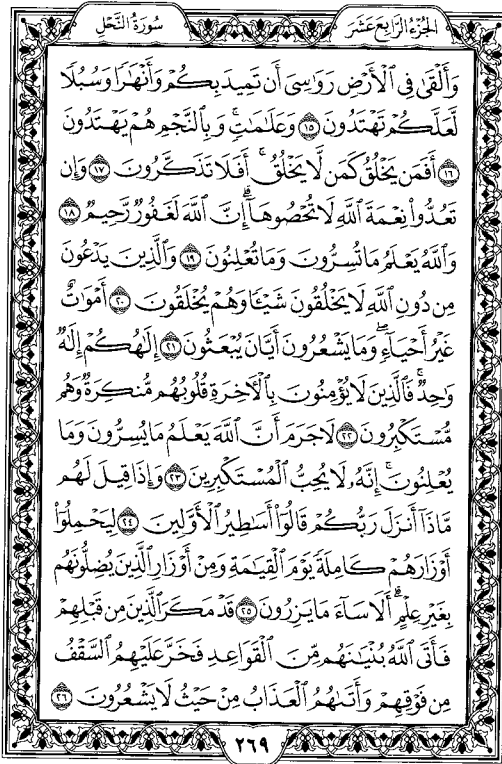 الجزء الرابع عشر
سورة النحل
وَأَلْقَىٰ فِي ٱلْأَرْضِ رَوَٰسِىَ أَن تَمِيدَ بِكُمْ وَأَنْهَٰرًا وَسُبُلًا
لَّعَلَّكُمْ تَهْتَدُونَ ١٥ وَعَلَٰمَٰتٍ ۚ وَبِٱلنَّجْمِ هُمْ يَهْتَدُونَ
١٦ أَفَمَن يَخْلُقُ كَمَن لَّا يَخْلُقُ ۗ أَفَلَا تَذَكَّرُونَ ١٧ وَإِن
تَعُدُّوا۟ نِعْمَةَ ٱللَّهِ لَا تُحْصُوهَآ ۗ إِنَّ ٱللَّهَ لَغَفُورٌ رَّحِيمٌ ١٨
وَٱللَّهُ يَعْلَمُ مَا تُسِرُّونَ وَمَا تُعْلِنُونَ ١٩ وَٱلَّذِينَ يَدْعُونَ
مِن دُونِ ٱللَّهِ لَا يَخْلُقُونَ شَيْـًٔا وَهُمْ يُخْلَقُونَ ٢٠ أَمْوَٰتٌ
غَيْرُ أَحْيَآءٍ ۖ وَمَا يَشْعُرُونَ أَيَّانَ يُبْعَثُونَ ٢١ إِلَٰهُكُمْ إِلَٰهٌ
وَٰحِدٌ ۚ فَٱلَّذِينَ لَا يُؤْمِنُونَ بِٱلْءَاخِرَةِ قُلُوبُهُم مُّنكِرَةٌ وَهُم
مُّسْتَكْبِرُونَ ٢٢ لَا جَرَمَ أَنَّ ٱللَّهَ يَعْلَمُ مَا يُسِرُّونَ وَمَا
يُعْلِنُونَ ۚ إِنَّهُۥ لَا يُحِبُّ ٱلْمُسْتَكْبِرِينَ ٢٣ وَإِذَا قِيلَ لَهُم
مَّاذَآ أَنزَلَ رَبُّكُمْ قَالُوٓا۟ أَسَٰطِيرُ ٱلْأَوَّلِينَ ٢٤ لِيَحْمِلُوٓا۟
أَوْزَارَهُمْ كَامِلَةً يَوْمَ ٱلْقِيَٰمَةِ وَمِنْ أَوْزَارِ ٱلَّذِينَ يُضِلُّونَهُم
بِغَيْرِ عِلْمٍ ۗ أَلَا سَآءَ مَا يَزِرُونَ ٢٥ قَدْ مَكَرَ ٱلَّذِينَ مِن قَبْلِهِمْ
فَأَتَى ٱللَّهُ بُنْيَٰنَهُم مِّنَ ٱلْقَوَاعِدِ فَخَرَّ عَلَيْهِمُ ٱلسَّقْفُ
مِن فَوْقِهِمْ وَأَتَىٰهُمُ ٱلْعَذَابُ مِنْ حَيْثُ لَا يَشْعُرُونَ ٢٦
٢٦٩